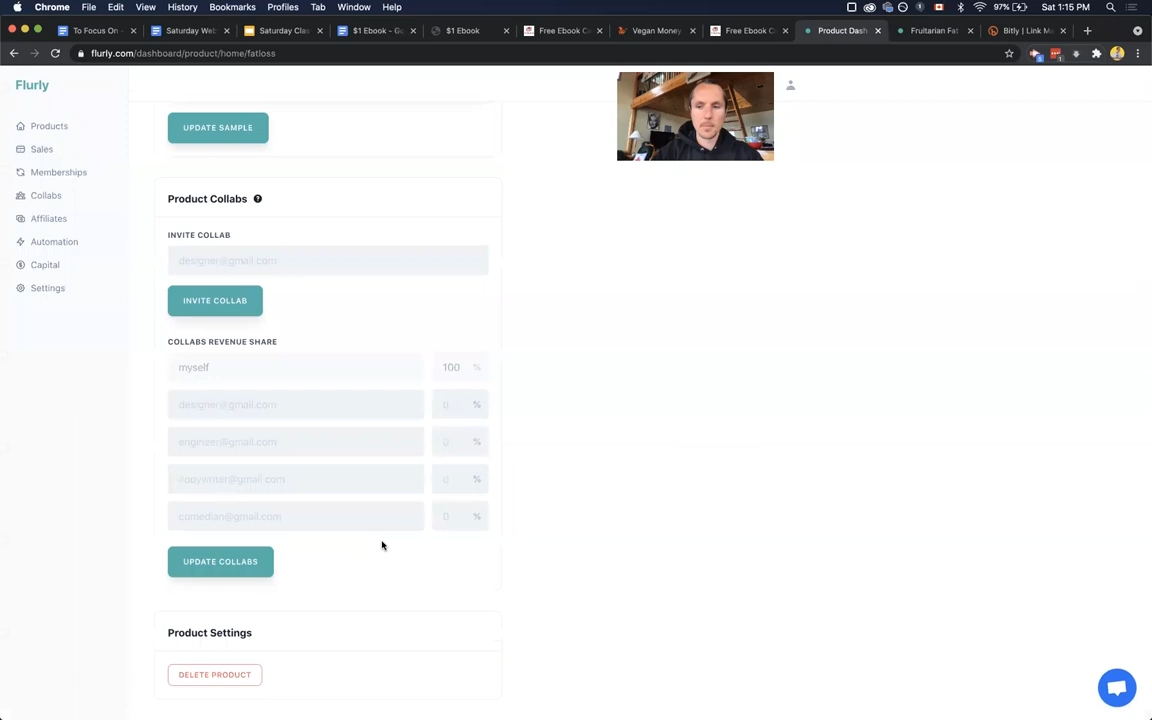 Chrome File Edit View History Bookmarks Profiles Tab Window Help 97% Sat 1:15 PM
To Focus On - Saturday Web Saturday Clas $1 Ebook - Go $1 Ebook Free Ebook C Vegan Money Free Ebook C Product Dash Fruitarian Fat Bitly | Link M
flurly.com/dashboard/product/home/fatloss
Flurly
Products
Sales
Memberships
Collabs
Affiliates
Automation
Capital
Settings
UPDATE SAMPLE
Product Collabs ?
INVITE COLLAB
designer@gmail.com
INVITE COLLAB
COLLABS REVENUE SHARE
myself 100 %
designer@gmail.com 0 %
engineer@gmail.com 0 %
copywriter@gmail.com 0 %
comedian@gmail.com 0 %
UPDATE COLLABS
Product Settings
DELETE PRODUCT